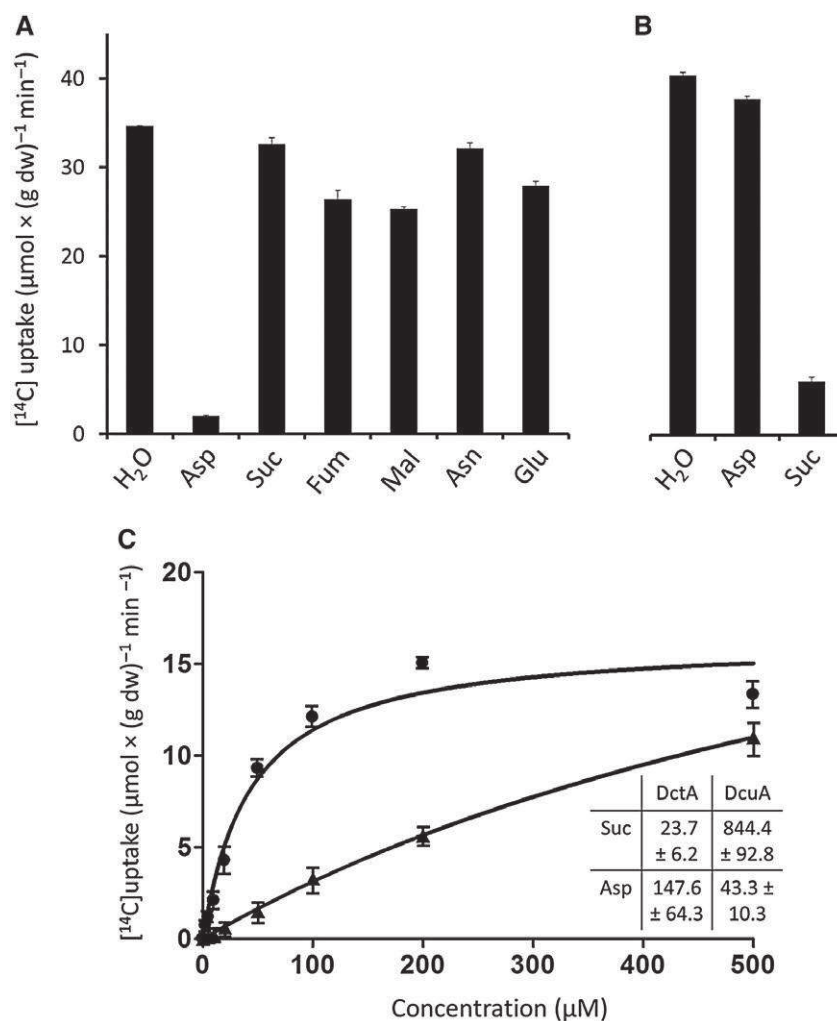 A
[¹⁴C] uptake (µmol × (g dw)⁻¹ min⁻¹)
40
30
20
10
0
H₂O
Asp
Suc
Fum
Mal
Asn
Glu
B
H₂O
Asp
Suc
C
[¹⁴C]uptake (µmol × (g dw)⁻¹ min ⁻¹)
20
15
10
5
0
0
100
200
300
400
500
Concentration (µM)
DctA DcuA
Suc 23.7 844.4
± 6.2 ± 92.8
Asp 147.6 43.3 ±
± 64.3 10.3